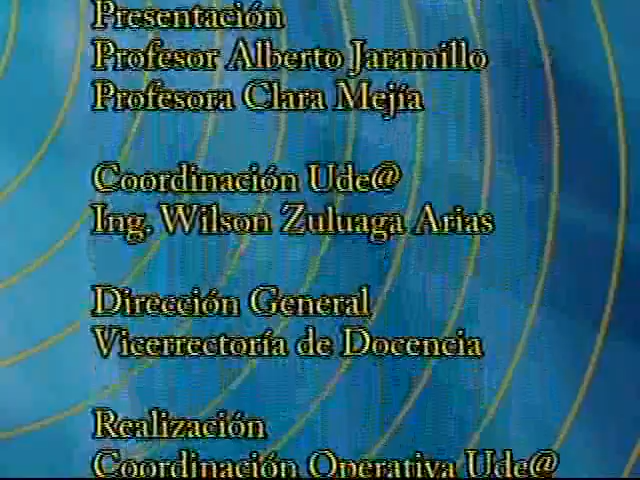 Presentación
Profesor Alberto Jaramillo
Profesora Clara Mejía
Coordinación Ude@
Ing. Wilson Zuluaga Arias
Dirección General
Vicerrectoría de Docencia
Realización
Coordinación Operativa Ude@